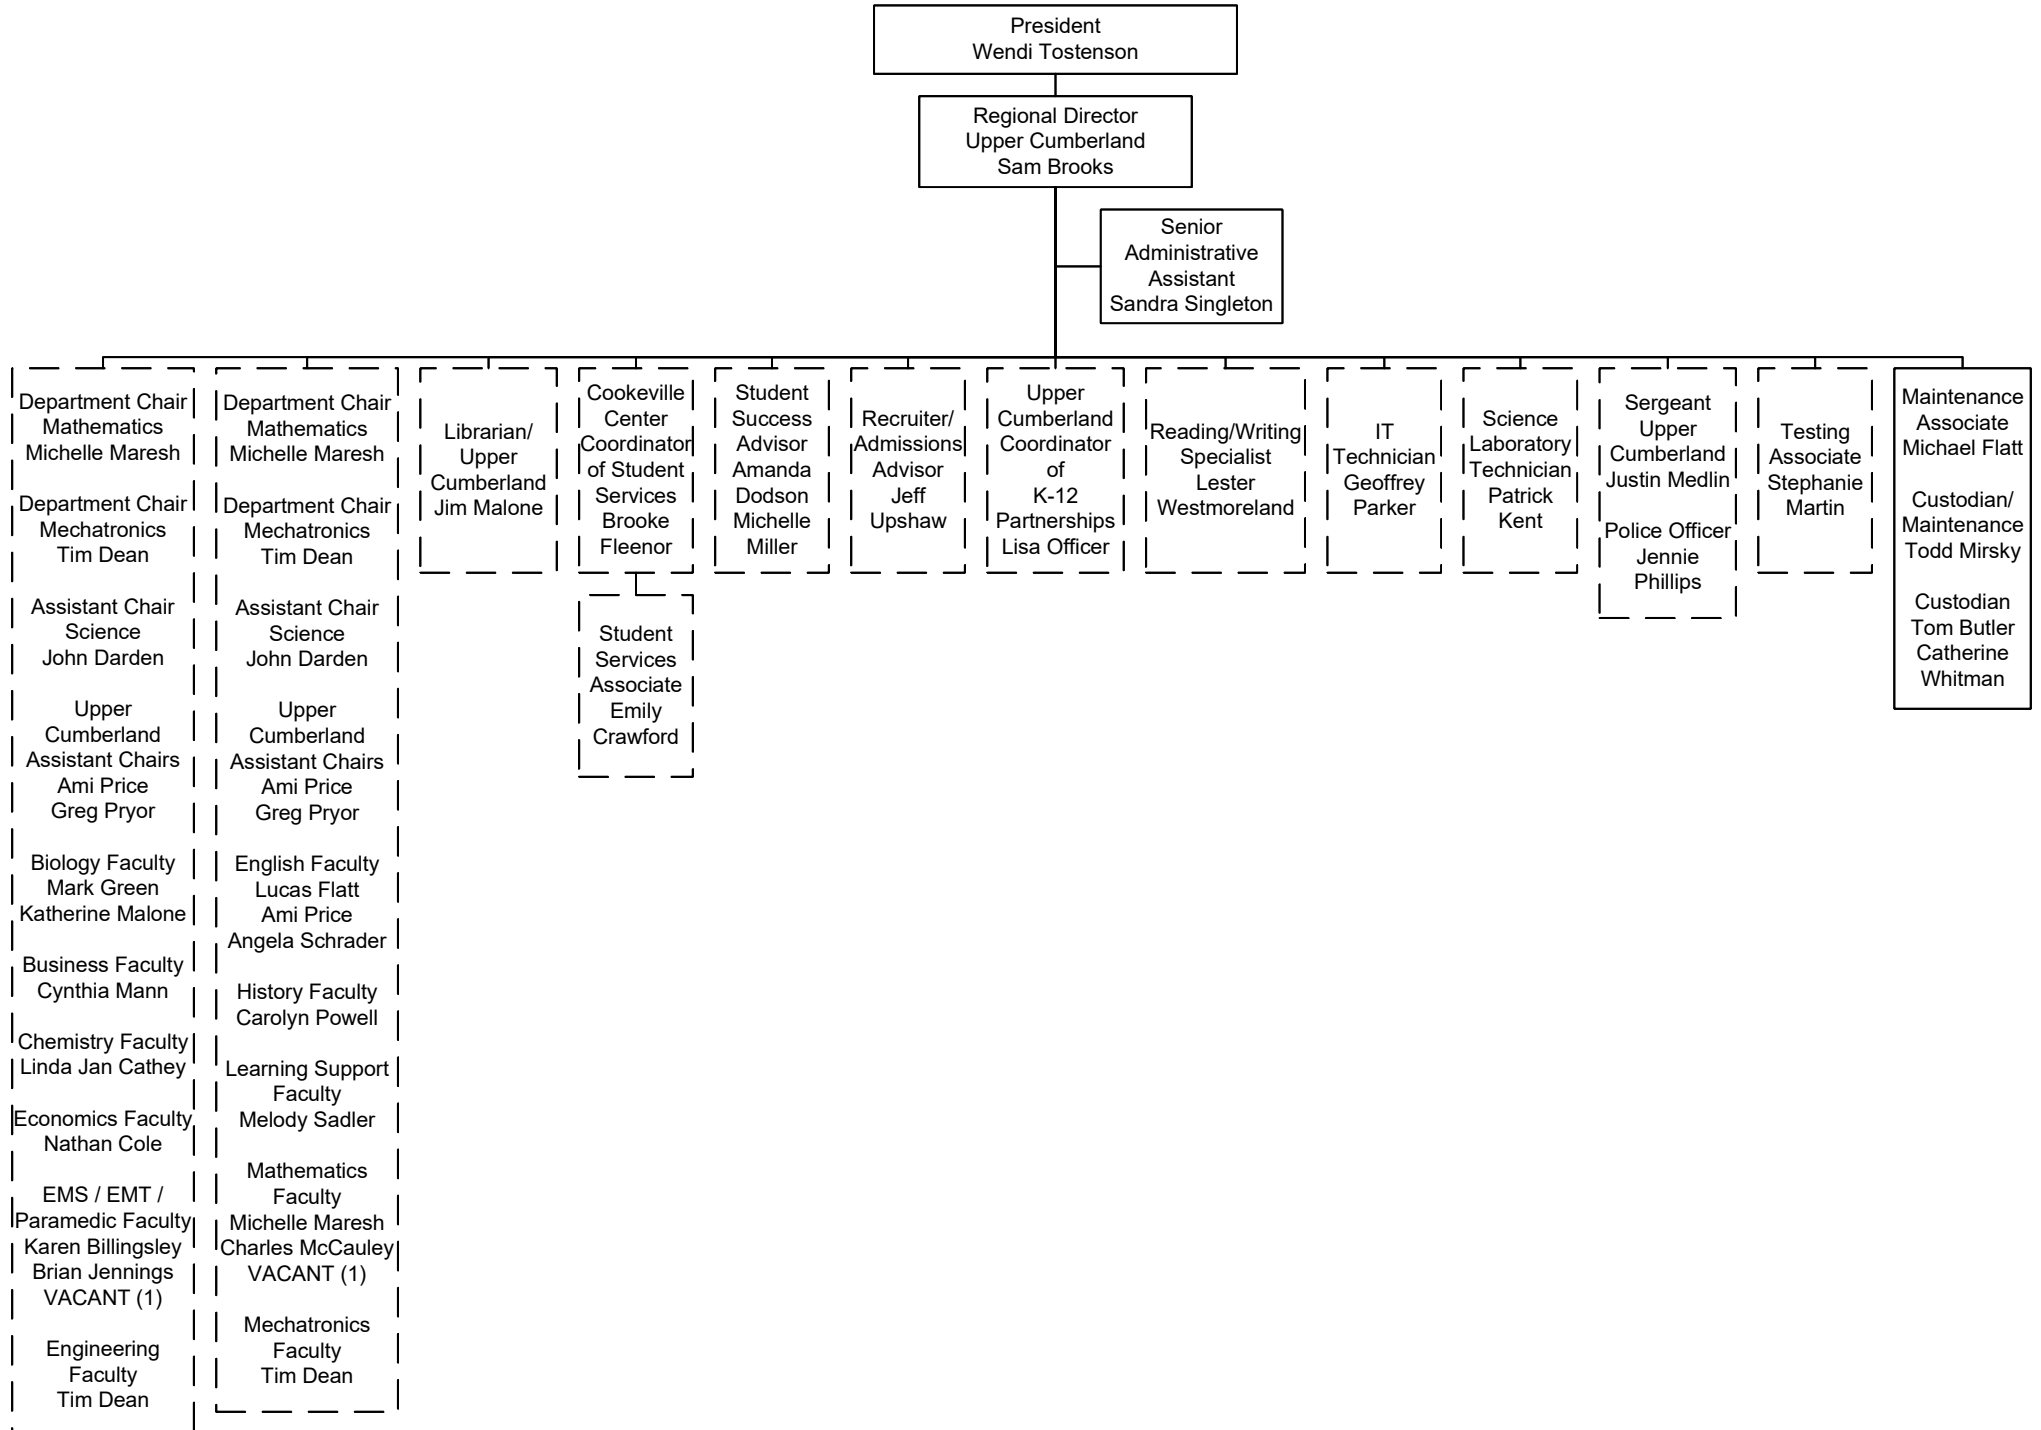 President
Wendi Tostenson
Regional Director
Upper Cumberland
Sam Brooks
Senior
Administrative
Assistant
Sandra Singleton
Department Chair
Mathematics
Michelle Maresh
Department Chair
Mechatronics
Tim Dean
Assistant Chair
Science
John Darden
Upper
Cumberland
Assistant Chairs
Ami Price
Greg Pryor
Biology Faculty
Mark Green
Katherine Malone
Business Faculty
Cynthia Mann
Chemistry Faculty
Linda Jan Cathey
Economics Faculty
Nathan Cole
EMS / EMT /
Paramedic Faculty
Karen Billingsley
Brian Jennings
VACANT (1)
Engineering
Faculty
Tim Dean
Department Chair
Mathematics
Michelle Maresh
Department Chair
Mechatronics
Tim Dean
Assistant Chair
Science
John Darden
Upper
Cumberland
Assistant Chairs
Ami Price
Greg Pryor
English Faculty
Lucas Flatt
Ami Price
Angela Schrader
History Faculty
Carolyn Powell
Learning Support
Faculty
Melody Sadler
Mathematics
Faculty
Michelle Maresh
Charles McCauley
VACANT (1)
Mechatronics
Faculty
Tim Dean
Librarian/
Upper
Cumberland
Jim Malone
Cookeville
Center
Coordinator
of Student
Services
Brooke
Fleenor
Student
Services
Associate
Emily
Crawford
Student
Success
Advisor
Amanda
Dodson
Michelle
Miller
Recruiter/
Admissions
Advisor
Jeff
Upshaw
Upper
Cumberland
Coordinator
of
K-12
Partnerships
Lisa Officer
Reading/Writing
Specialist
Lester
Westmoreland
IT
Technician
Geoffrey
Parker
Science
Laboratory
Technician
Patrick
Kent
Sergeant
Upper
Cumberland
Justin Medlin
Police Officer
Jennie
Phillips
Testing
Associate
Stephanie
Martin
Maintenance
Associate
Michael Flatt
Custodian/
Maintenance
Todd Mirsky
Custodian
Tom Butler
Catherine
Whitman